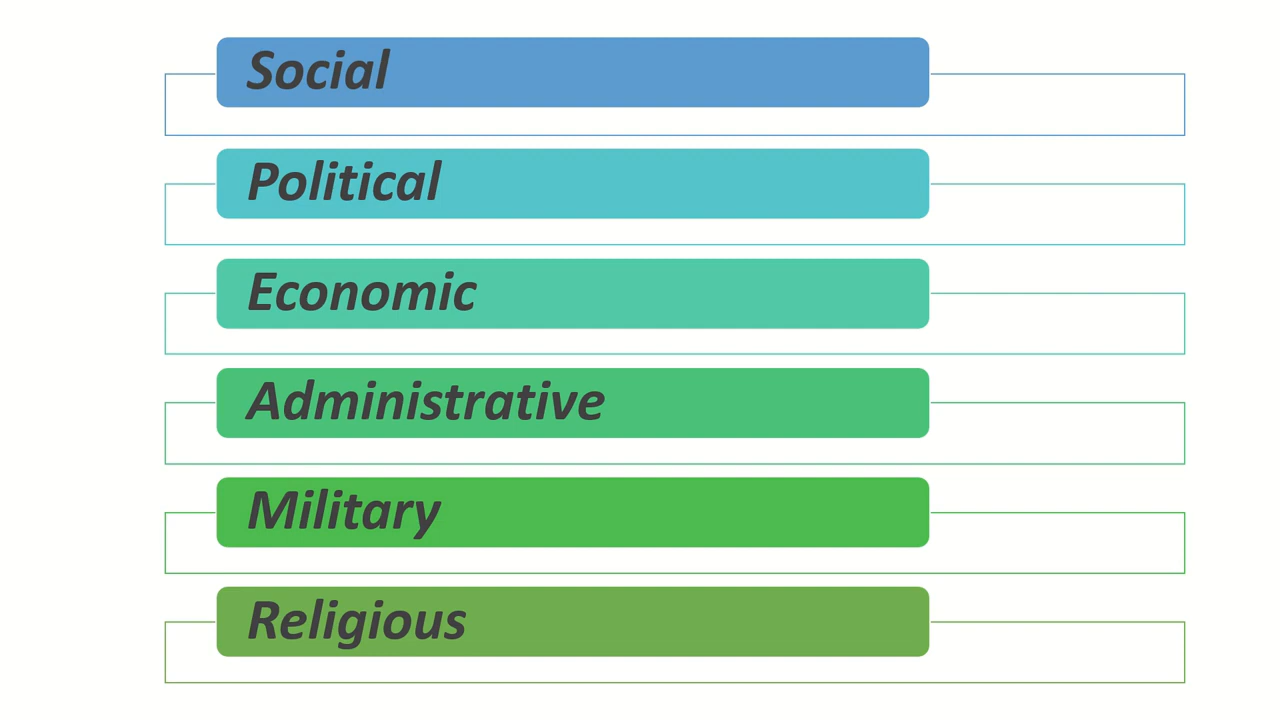 Social
Political
Economic
Administrative
Military
Religious